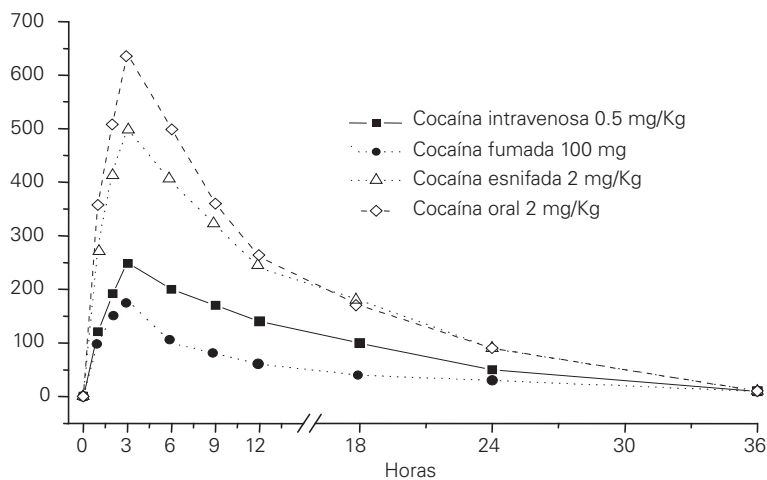 700
600
500
400
300
200
100
0
Cocaína intravenosa 0.5 mg/Kg
Cocaína fumada 100 mg
Cocaína esnifada 2 mg/Kg
Cocaína oral 2 mg/Kg
0 3 6 9 12 18 24 30 36
Horas